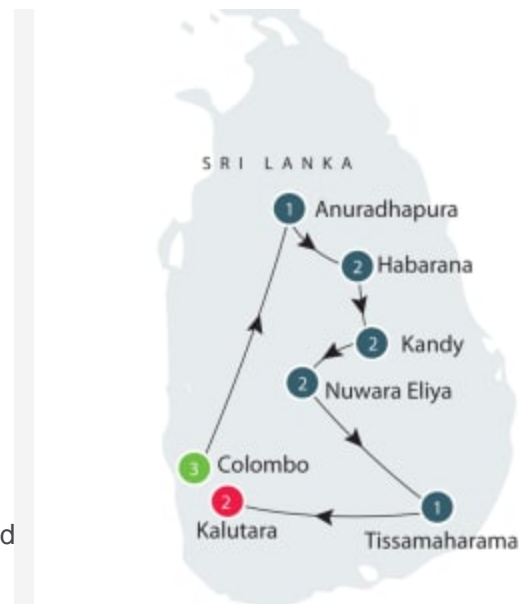 SRI LANKA
1 Anuradhapura
2 Habarana
2 Kandy
2 Nuwara Eliya
3 Colombo
2
Kalutara
1
Tissamaharama
d